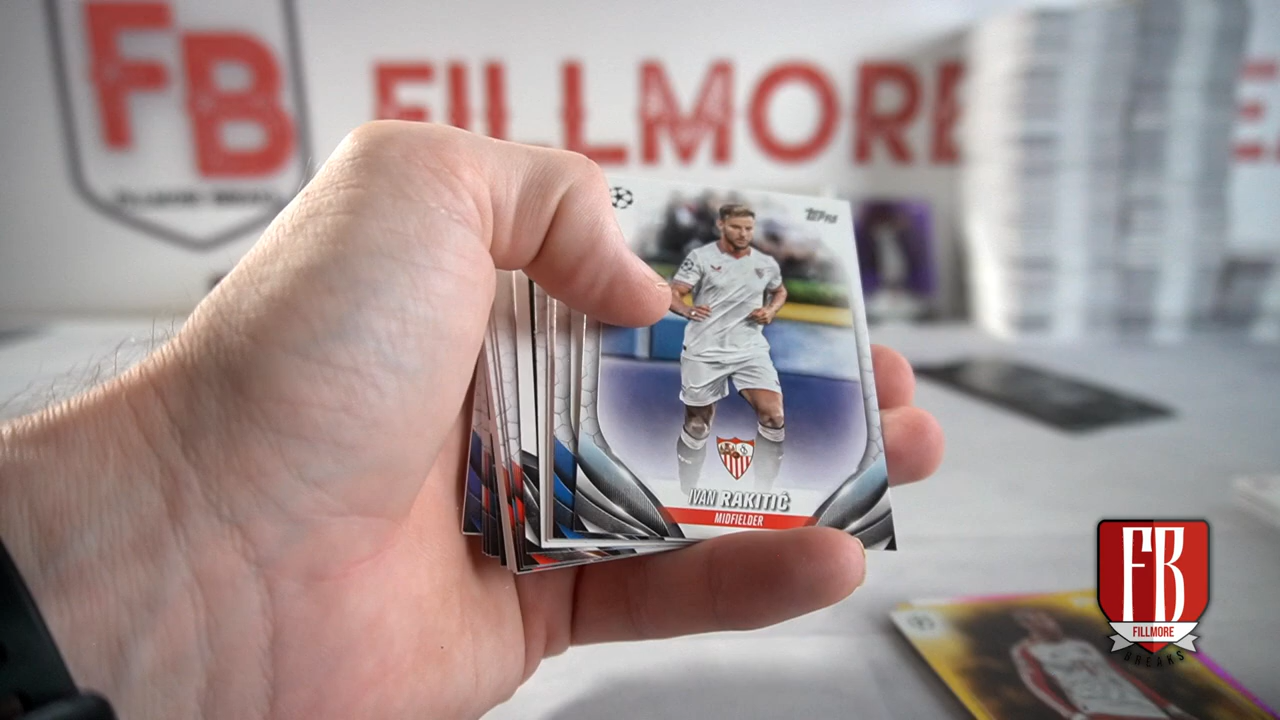 FB
FILLMORE
Topps
IVAN RAKITIĆ
MIDFIELDER
FB
FILLMORE
BREAKS